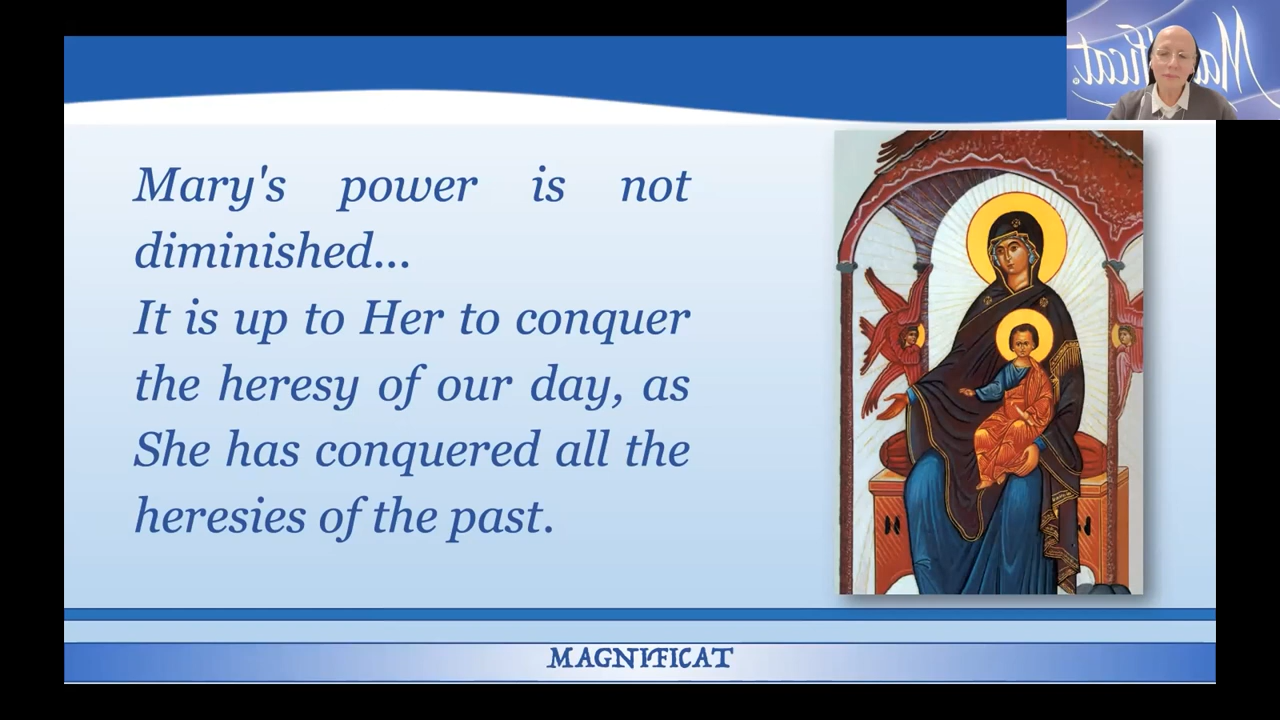 Magnificat.
Mary's power is not
diminished...
It is up to Her to conquer
the heresy of our day, as
She has conquered all the
heresies of the past.
MAGNIFICAT